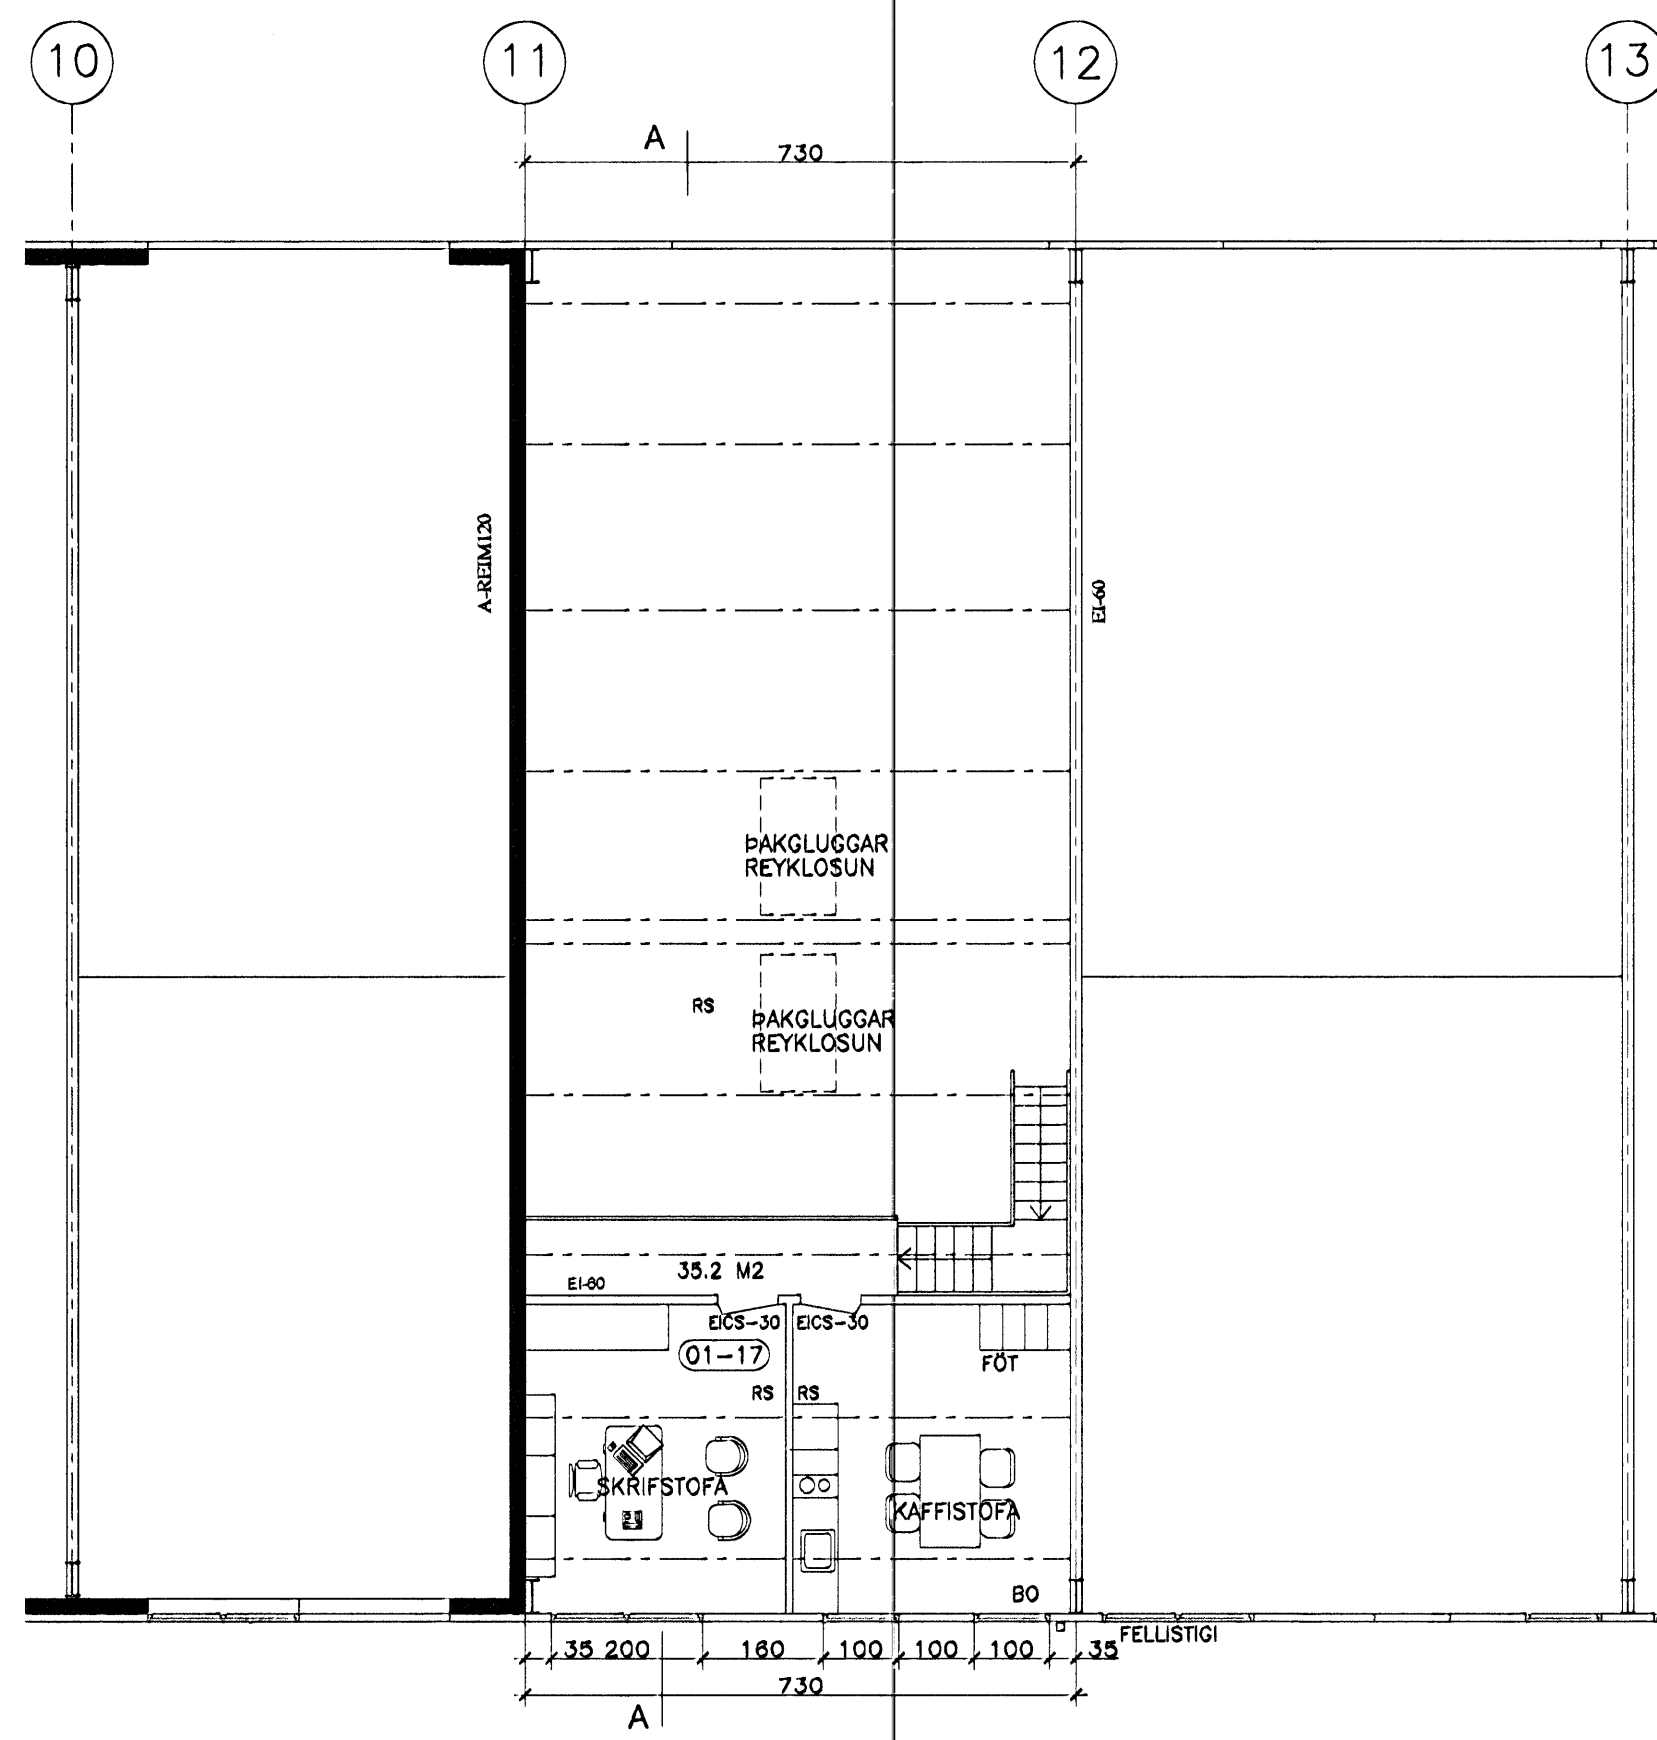 10
11
12
13
A
730
A-REIM120
EI-60
ÞAKGLUGGAR
REYKLOSUN
RS
ÞAKGLUGGAR
REYKLOSUN
35.2 M2
EI-60
EICS-30
EICS-30
01-17
FÖT
RS
RS
SKRIFSTOFA
KAFFISTOFA
BO
FELLISTIGI
35 200 160 100 100 100 35
730
A